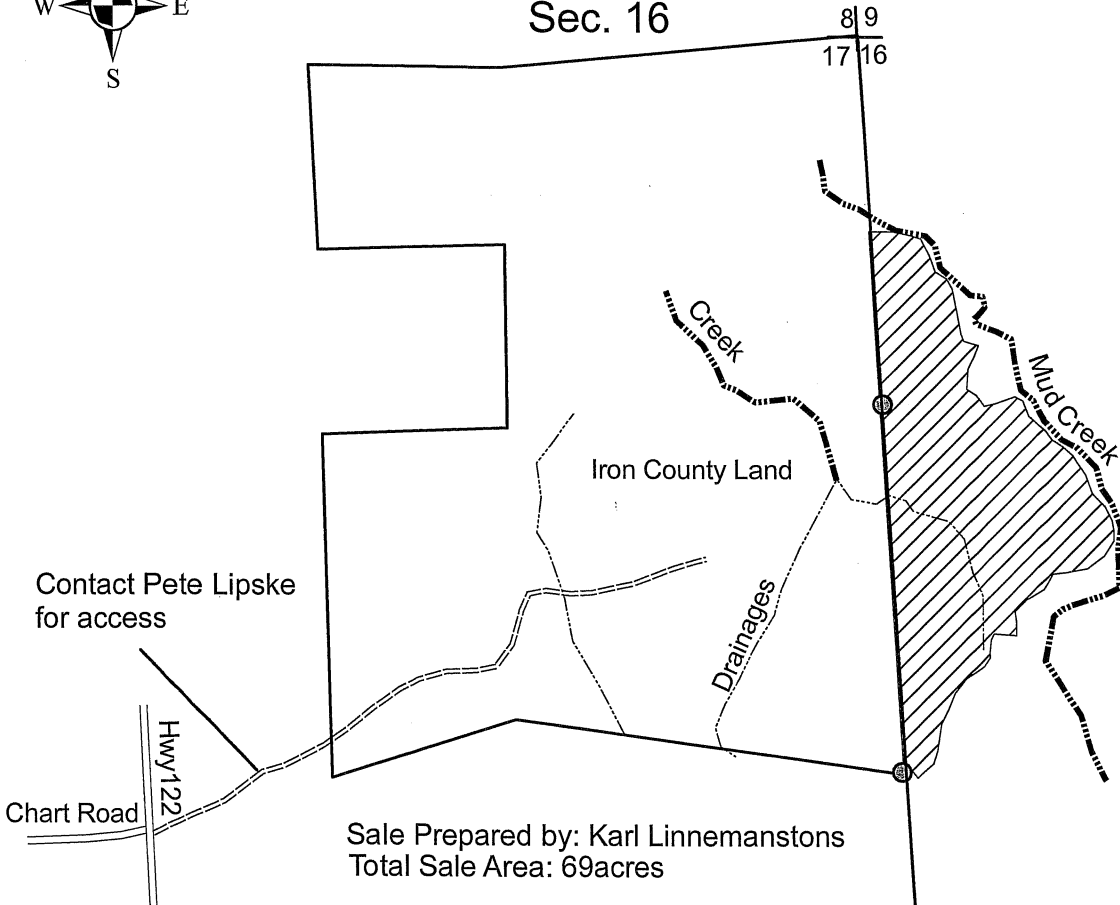 W E
S
Sec. 16
8 9
17 16
Creek
Mud Creek
Iron County Land
Contact Pete Lipske
for access
Drainages
Hwy122
Chart Road
Sale Prepared by: Karl Linnemanstons
Total Sale Area: 69acres